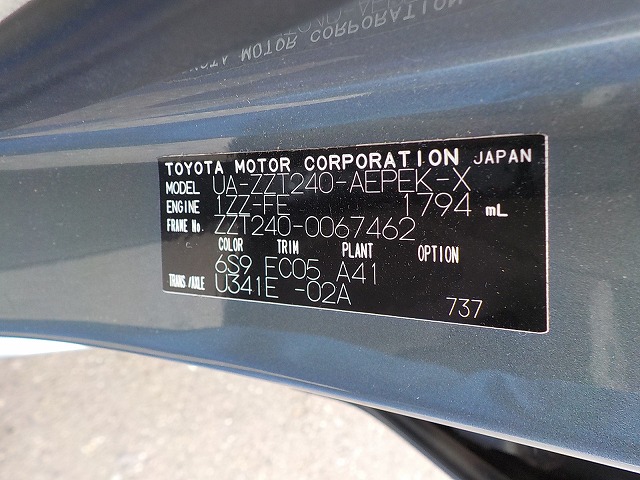 TOYOTA MOTOR CORPORATION JAPAN
MODEL UA-ZZT240-AEPEK-X
ENGINE 1ZZ-FE 1794 mL
FRAME No. ZZT240-0067462
C. COLOR TRIM PLANT OPTION
6S9 EC05 A41
TRANS./AXLE U341E -02A
737